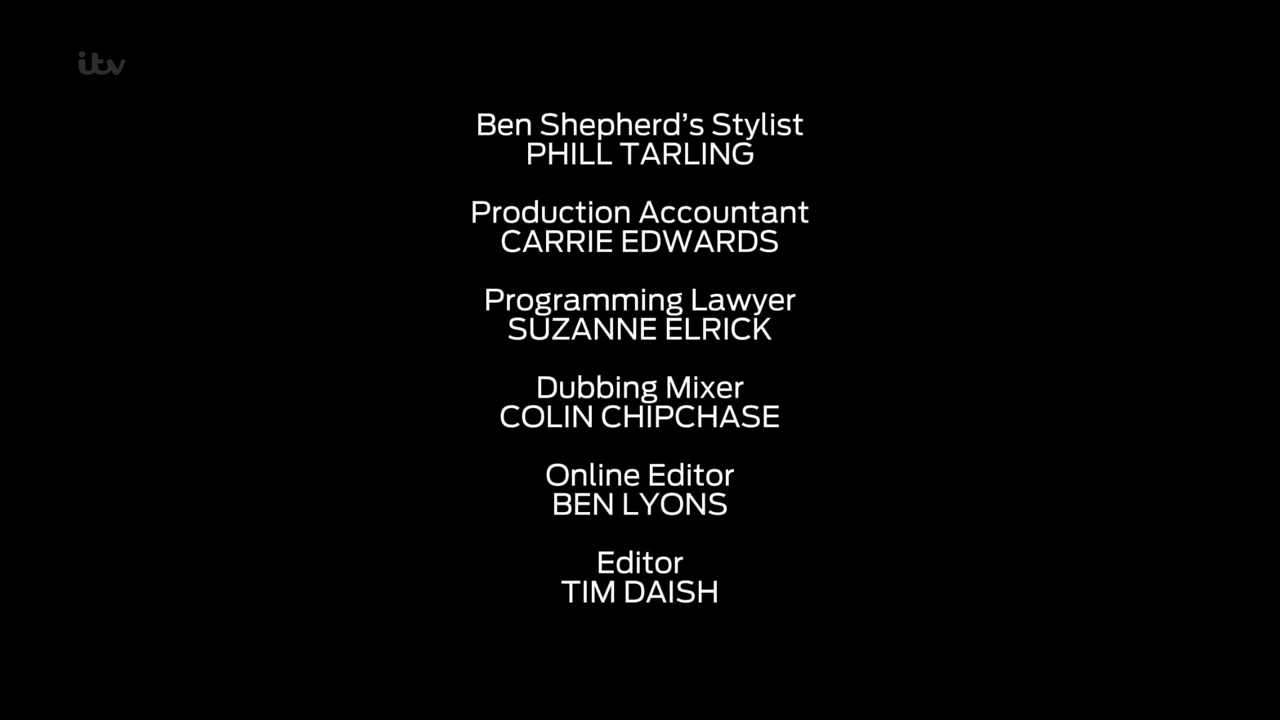 itv
Ben Shepherd’s Stylist
PHILL TARLING
Production Accountant
CARRIE EDWARDS
Programming Lawyer
SUZANNE ELRICK
Dubbing Mixer
COLIN CHIPCHASE
Online Editor
BEN LYONS
Editor
TIM DAISH